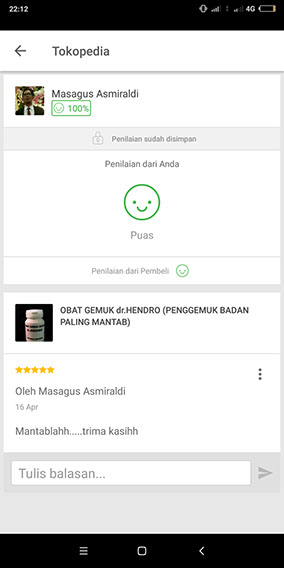 22:12
4G
Tokopedia
Masagus Asmiraldi
100%
Penilaian sudah disimpan
Penilaian dari Anda
Puas
Penilaian dari Pembeli
OBAT GEMUK dr.HENDRO (PENGGEMUK BADAN
PALING MANTAB)
Oleh Masagus Asmiraldi
16 Apr
Mantablahh.....trima kasihh
Tulis balasan...